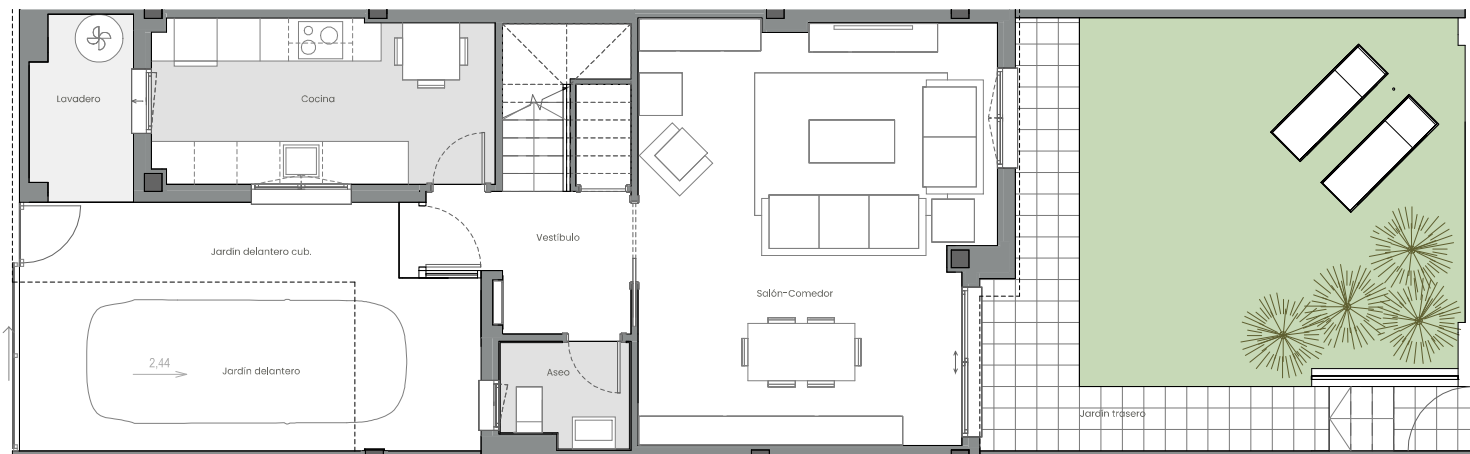 Lavadero
Cocina
Vestíbulo
Jardín delantero cub.
Salón-Comedor
2,44
Jardín delantero
Aseo
Jardín trasero